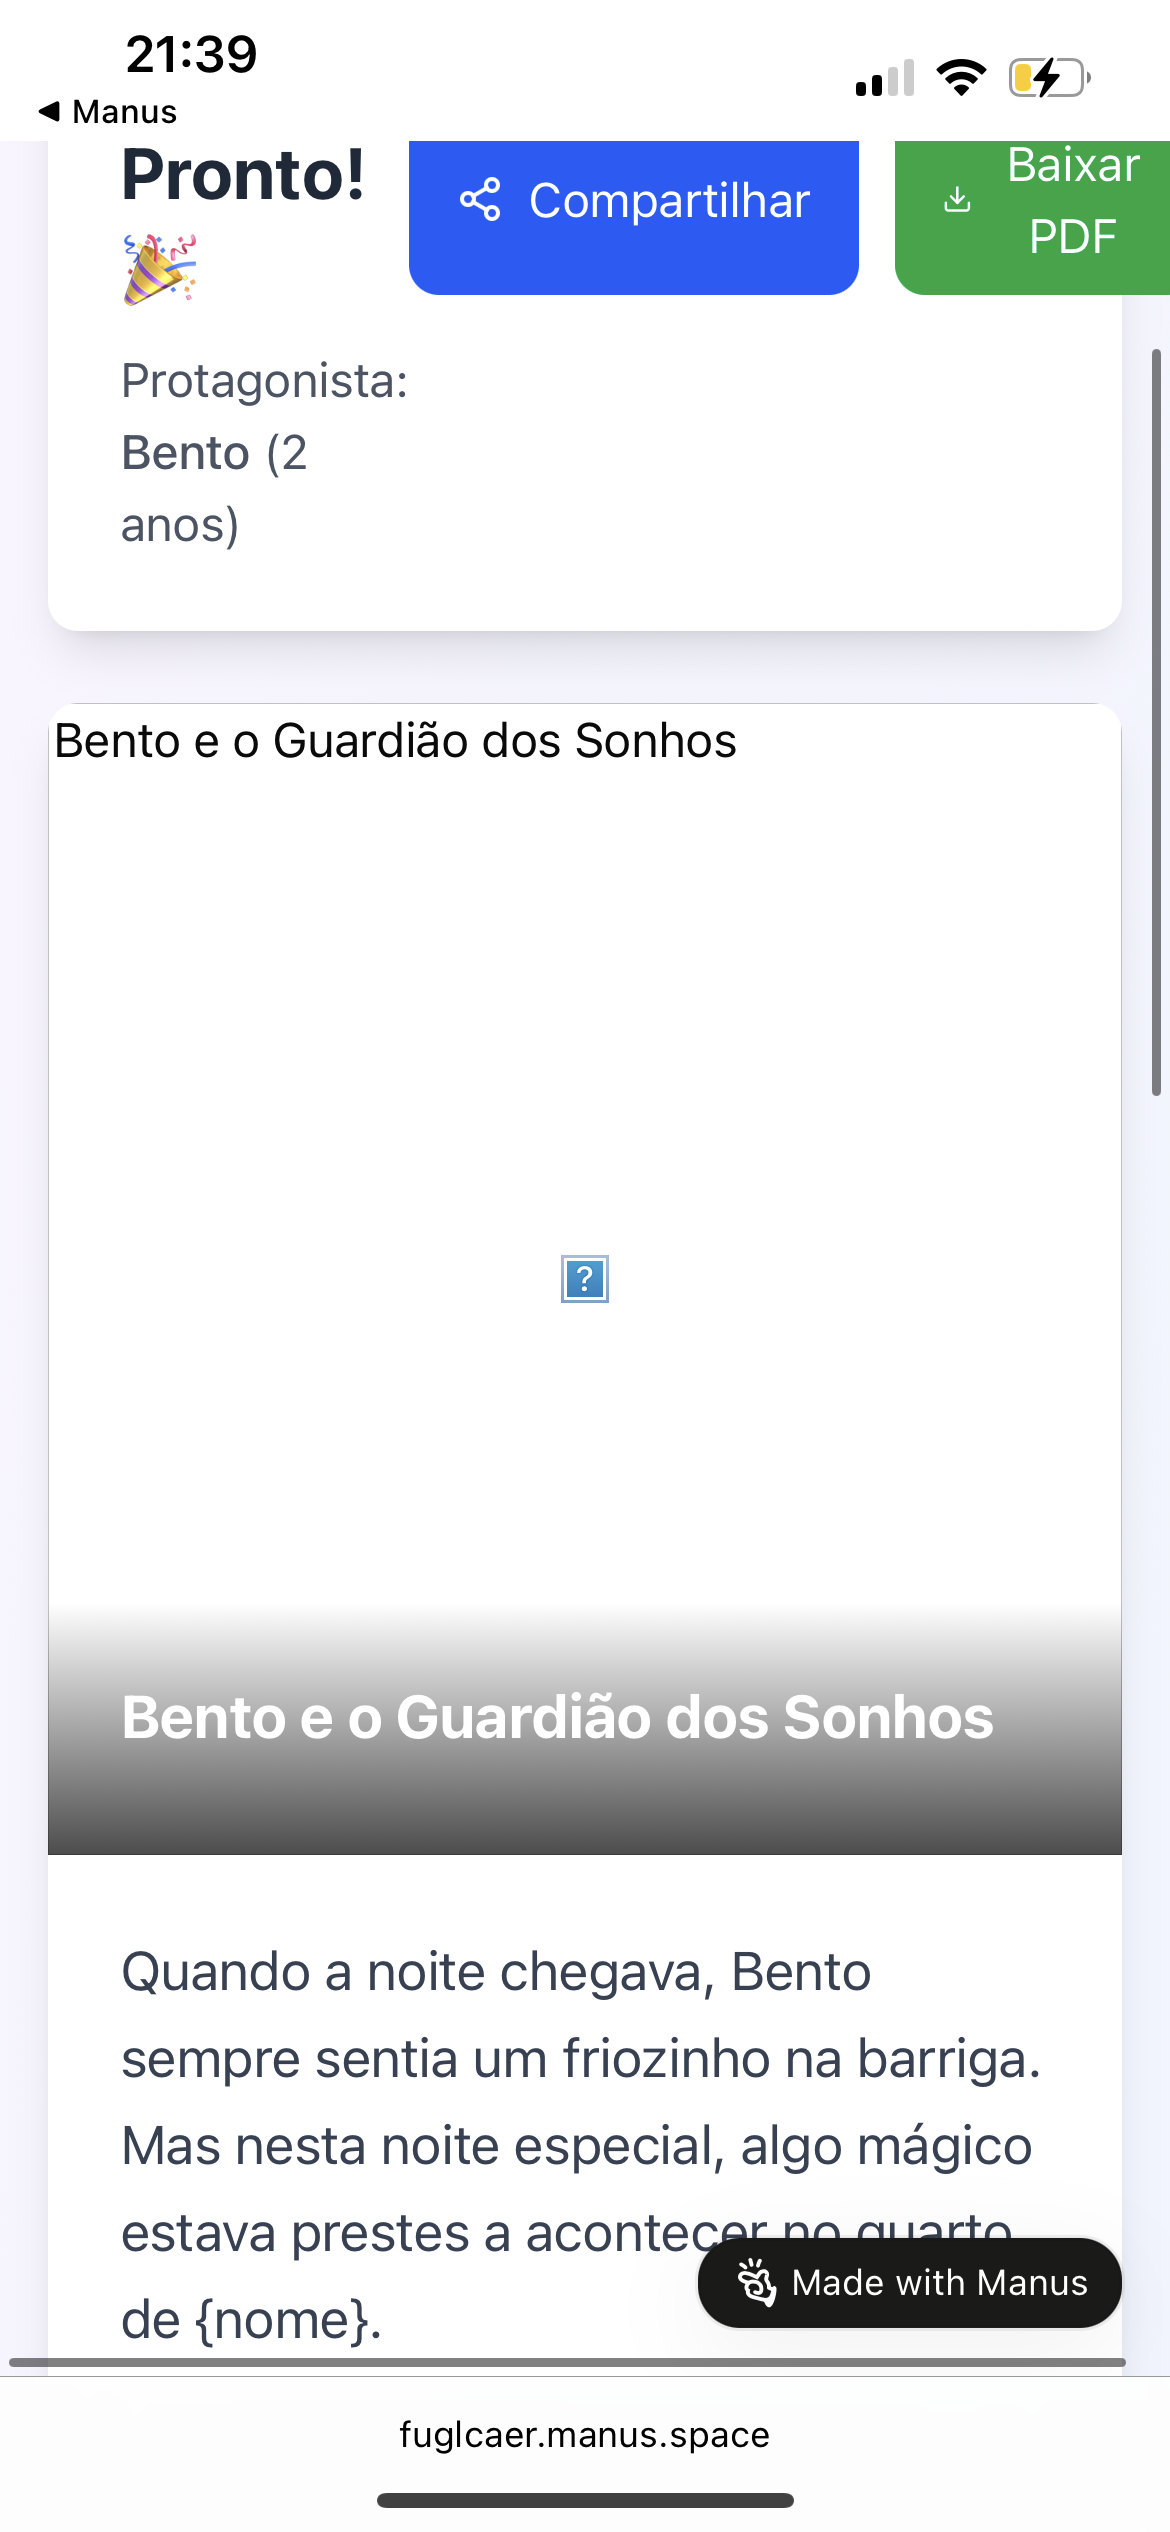 21:39
◀ Manus
Pronto!
🎉
Compartilhar
Baixar
PDF
Protagonista:
Bento (2
anos)
Bento e o Guardião dos Sonhos
Bento e o Guardião dos Sonhos
Quando a noite chegava, Bento
sempre sentia um friozinho na barriga.
Mas nesta noite especial, algo mágico
estava prestes a acontecer no quarto
de {nome}.
Made with Manus
fuglcaer.manus.space